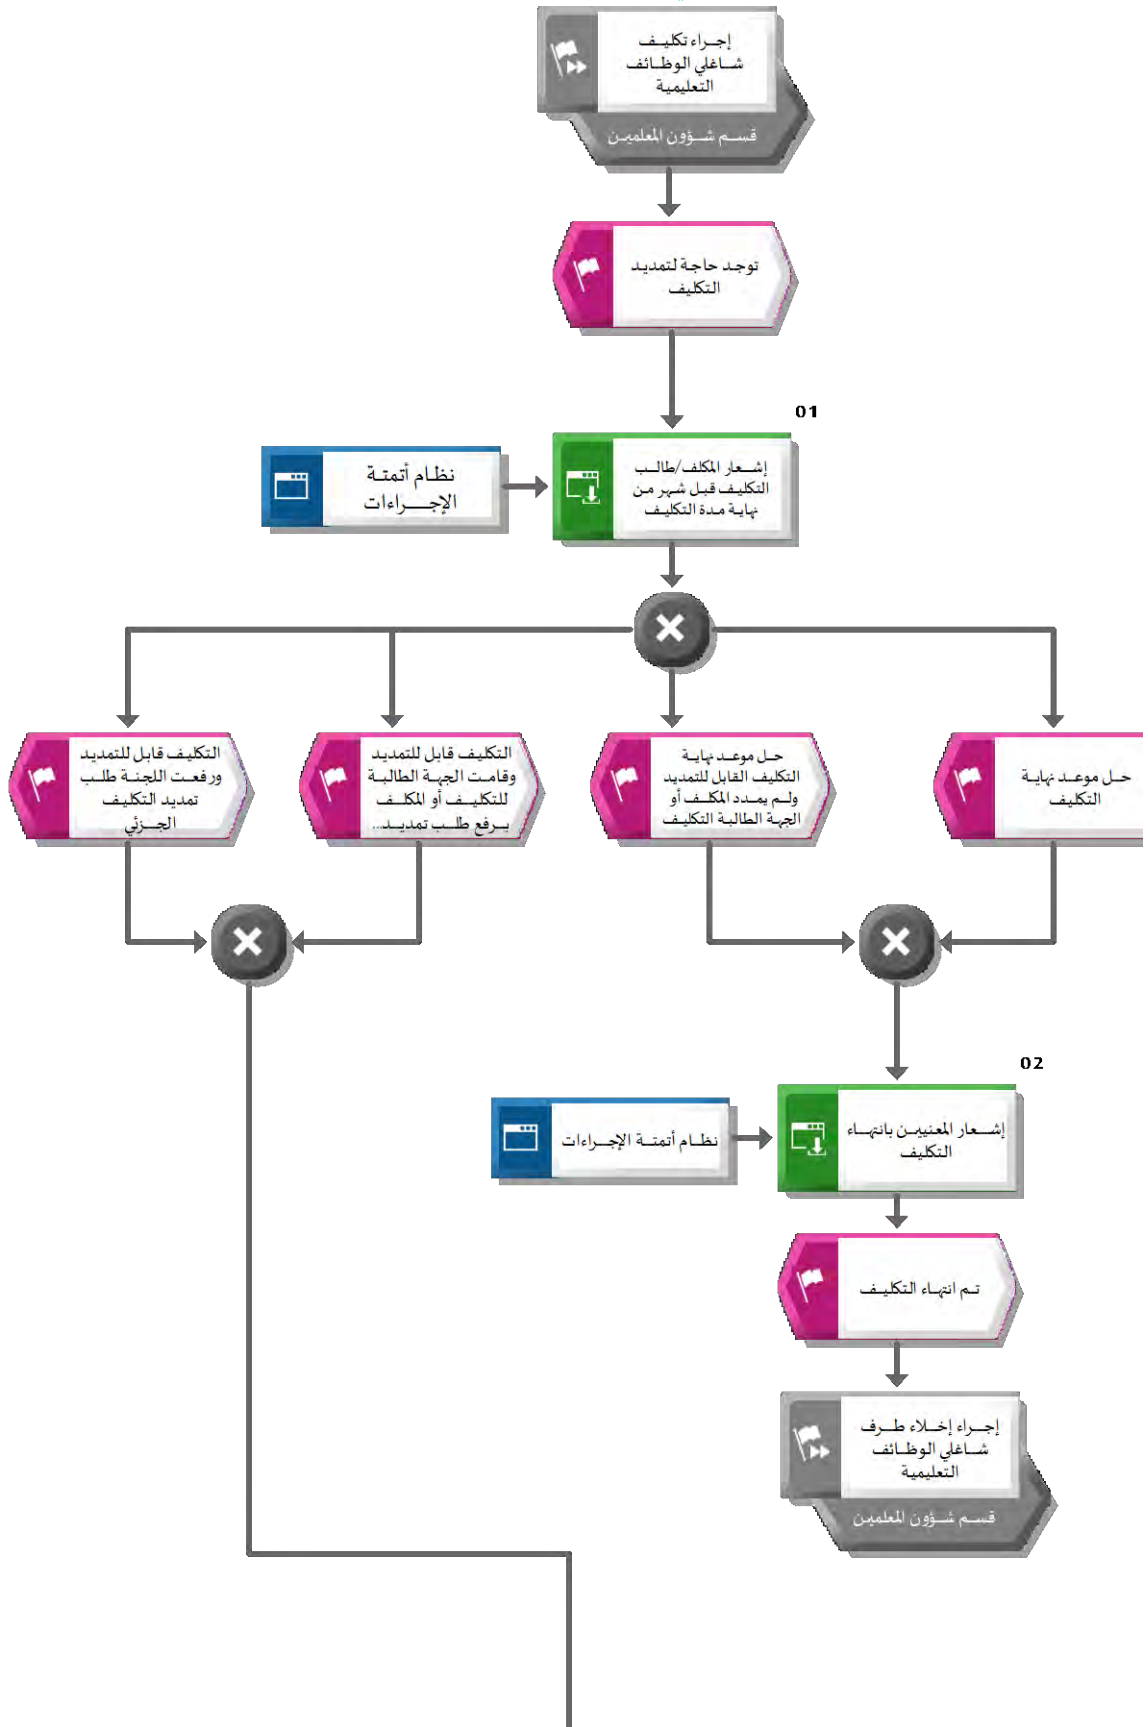 إجراء تكليف
شاغلي الوظائف
التعليمية
قسم شؤون المعلمين
توجد حاجة لتمديد
التكليف
01
نظام أتمتة
الإجراءات
إشعار المكلف/طالب
التكليف قبل شهر من
نهاية مدة التكليف
حل موعد نهاية
التكليف
حل موعد نهاية
التكليف القابل للتمديد
ولم يمدد المكلف أو
الجهة الطالبة التكليف
التكليف قابل للتمديد
وقامت الجهة الطالبة
للتكليف أو المكلف
برفع طلب تمديد...
التكليف قابل للتمديد
ورفعت اللجنة طلب
تمديد التكليف
الجزئي
02
إشعار المعنيين بانتهاء
التكليف
نظام أتمتة الإجراءات
تم انتهاء التكليف
إجراء إخلاء طرف
شاغلي الوظائف
التعليمية
قسم شؤون المعلمين